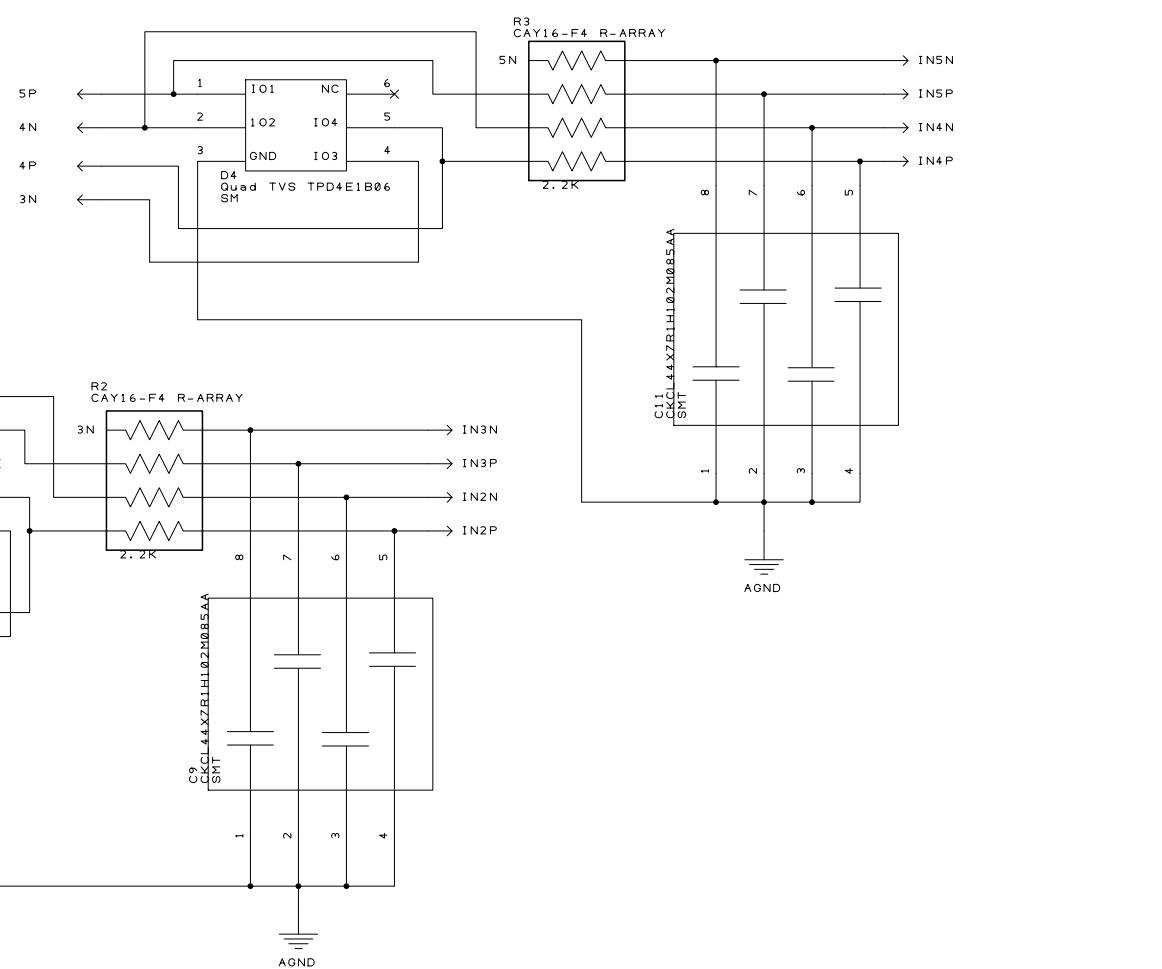 R3
CAY16-F4 R-ARRAY
5N
IN5N
IN5P
IN4N
IN4P
2.2K
5P
4N
4P
3N
1
2
3
6
5
4
IO1
NC
1O2
IO4
GND
IO3
D4
Quad TVS TPD4E1B06
SM
8
7
6
5
C11
CKCL44X7R1H102M085AA
SMT
1
2
3
4
AGND
R2
CAY16-F4 R-ARRAY
3N
IN3N
IN3P
IN2N
IN2P
2.2K
8
7
6
5
C9
CKCL44X7R1H102M085AA
SMT
1
2
3
4
AGND